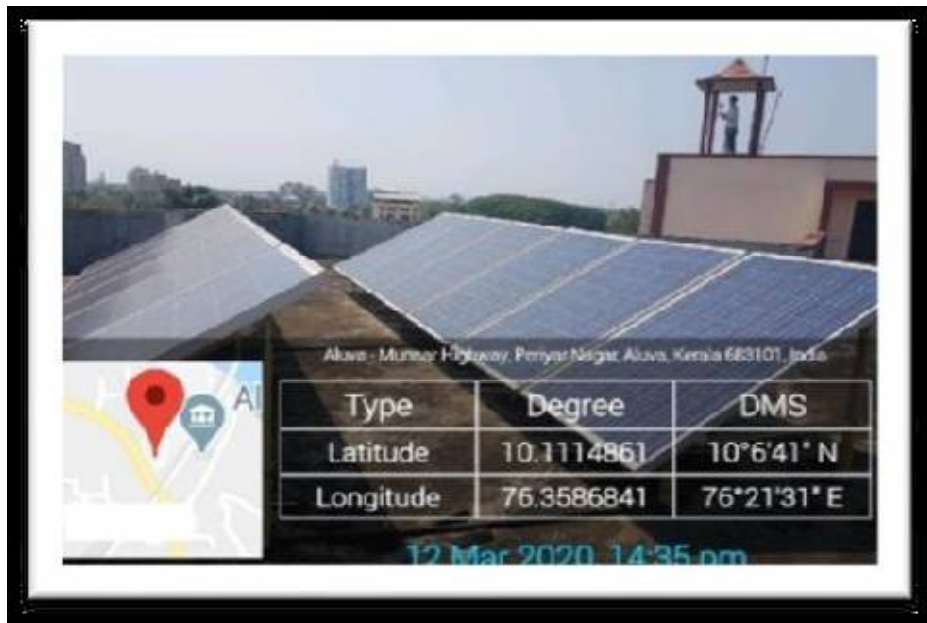 Aluva - Munnar Highway, Periyar Nagar, Aluva, Kerala 683101, India
Al
Type Degree DMS
Latitude 10.1114861 10°6'41" N
Longitude 76.3586841 76°21'31" E
12 Mar 2020 14:35 pm